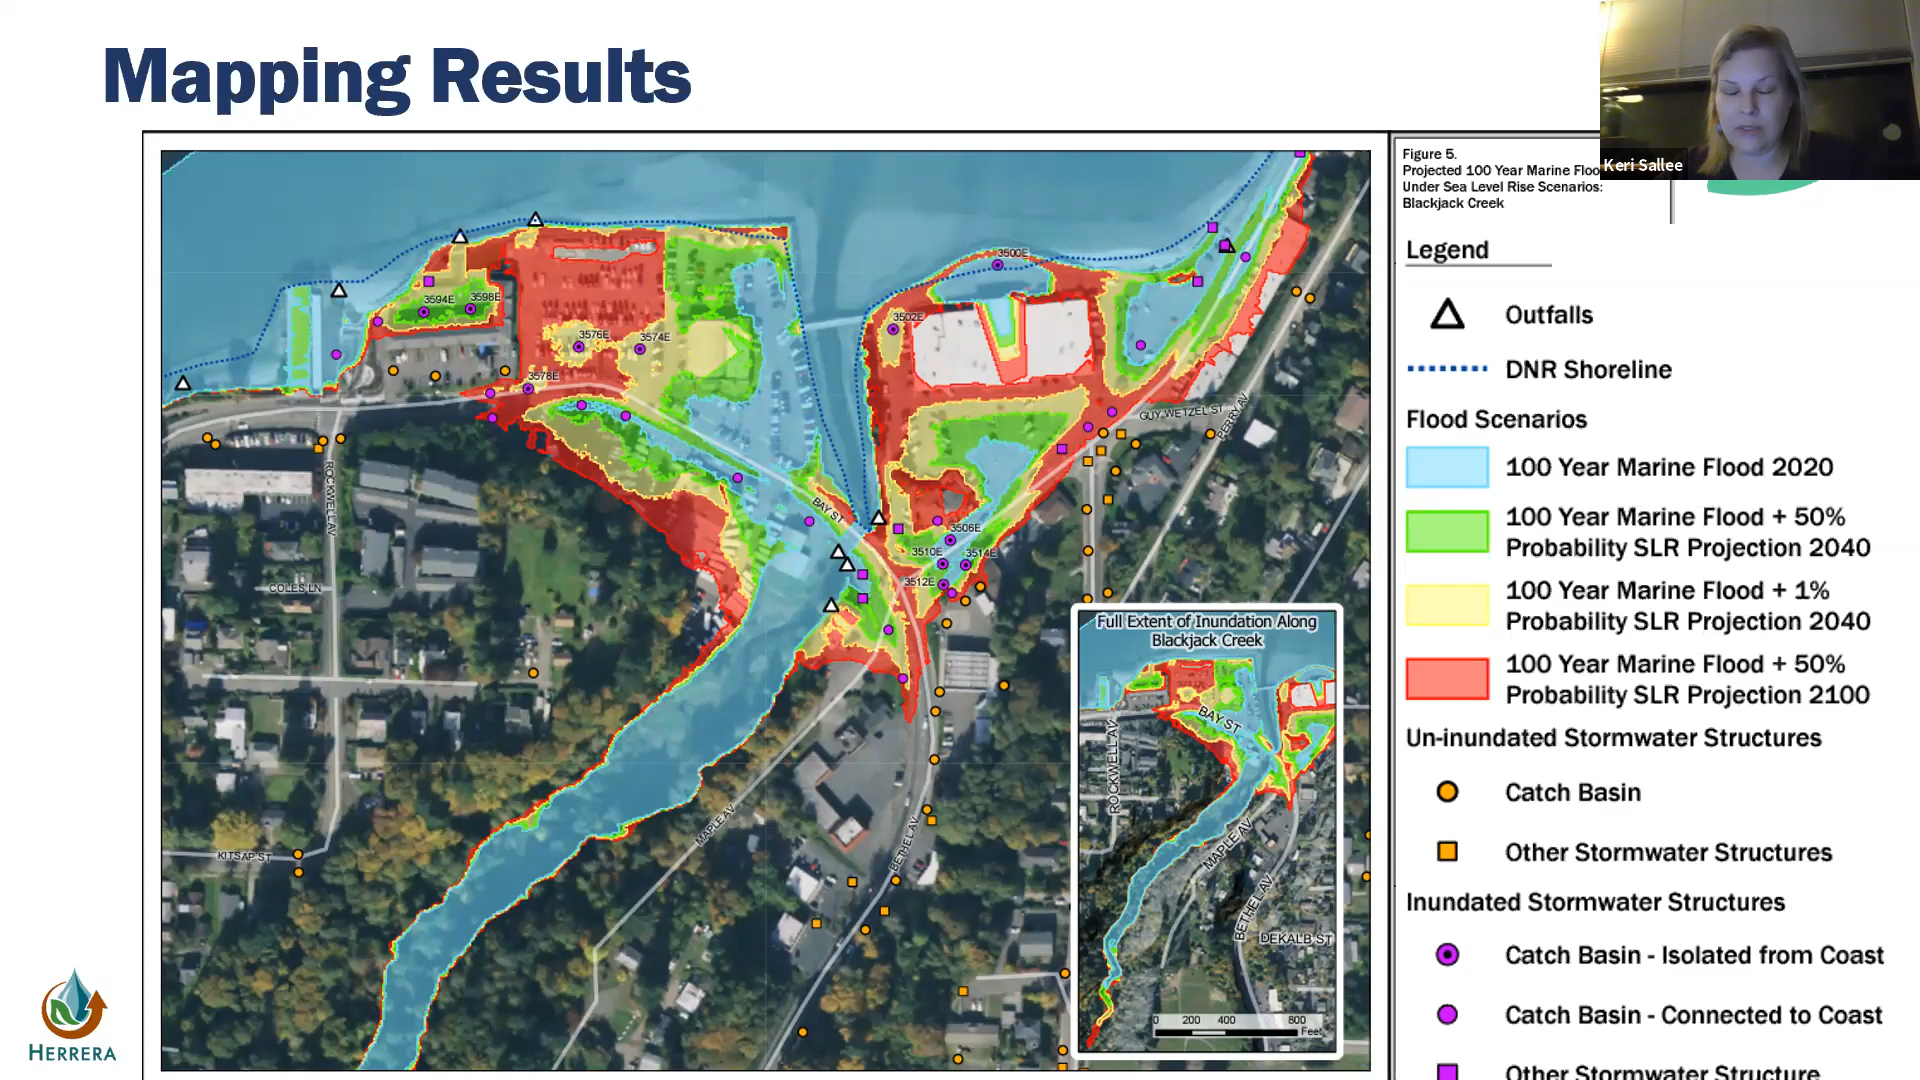 Mapping Results
Keri Sallee
Figure 5.
Projected 100 Year Marine Floo
Under Sea Level Rise Scenarios:
Blackjack Creek
Legend
Outfalls
DNR Shoreline
Flood Scenarios
100 Year Marine Flood 2020
100 Year Marine Flood + 50%
Probability SLR Projection 2040
100 Year Marine Flood + 1%
Probability SLR Projection 2040
100 Year Marine Flood + 50%
Probability SLR Projection 2100
Un-inundated Stormwater Structures
Catch Basin
Other Stormwater Structures
Inundated Stormwater Structures
Catch Basin - Isolated from Coast
Catch Basin - Connected to Coast
Other Stormwater Structure
3500E
3594E
3598E
3502E
3576E
3574E
3578E
GUY WETZEL ST
PERRY AV
ROCKWELL AV
BAY ST
3506E
3510E
3514E
3512E
COLES LN
MAPLE AV
BETHEL AV
KITSAP ST
Full Extent of Inundation Along
Blackjack Creek
BAY ST
ROCKWELL AV
MAPLE AV
BETHEL AV
DEKALB ST
0 200 400 800
Feet
HERRERA